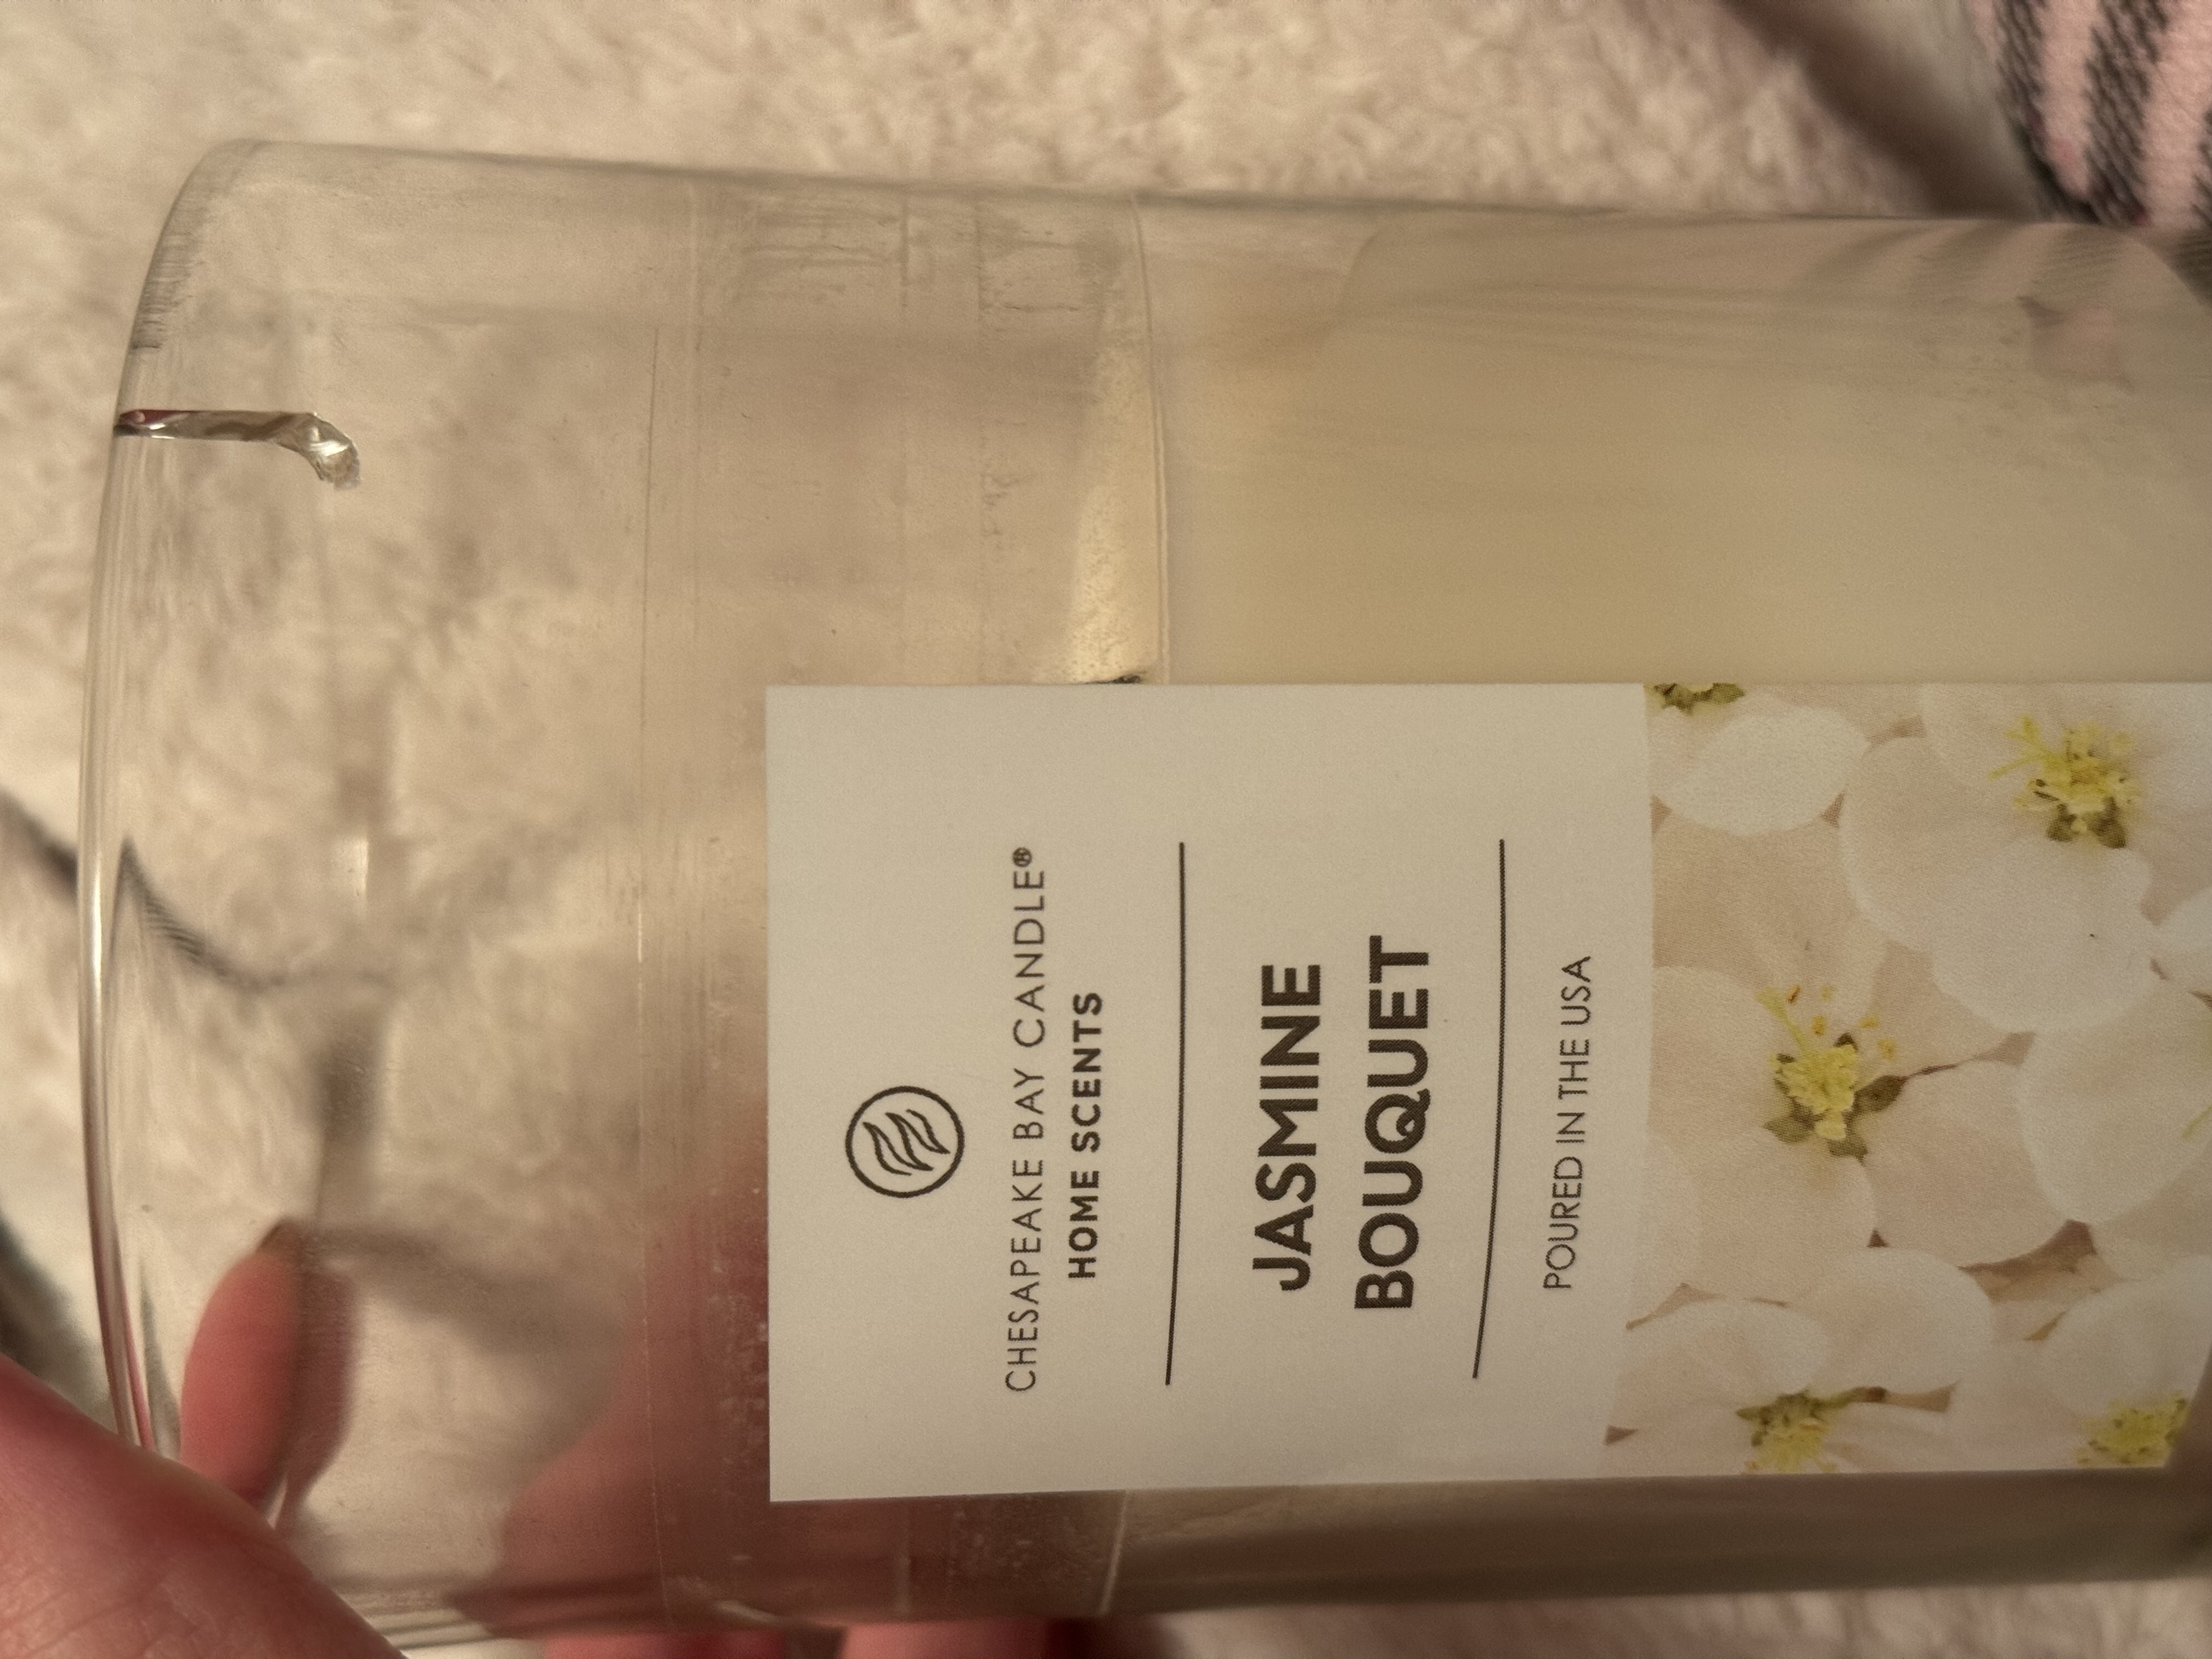 CHESAPEAKE BAY CANDLE®
HOME SCENTS
JASMINE
BOUQUET
POURED IN THE USA